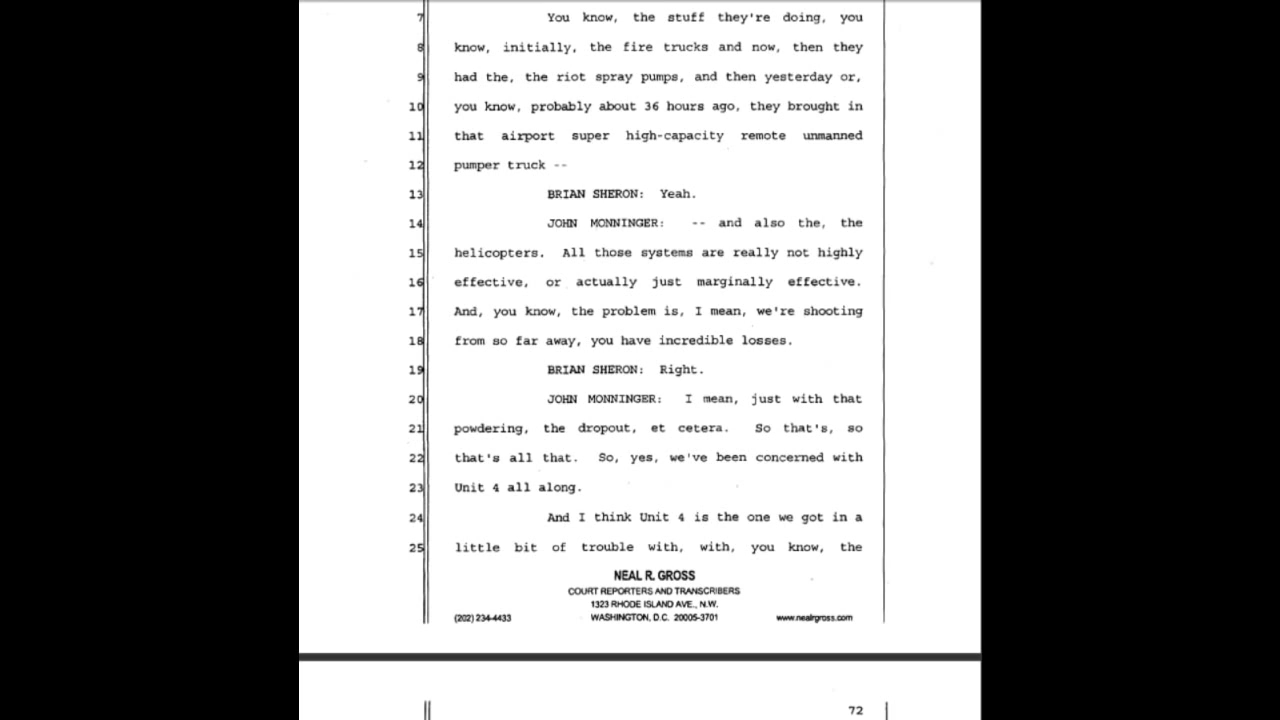 7 You know, the stuff they're doing, you
8 know, initially, the fire trucks and now, then they
9 had the, the riot spray pumps, and then yesterday or,
10 you know, probably about 36 hours ago, they brought in
11 that airport super high-capacity remote unmanned
12 pumper truck --
13 BRIAN SHERON: Yeah.
14 JOHN MONNINGER: -- and also the, the
15 helicopters. All those systems are really not highly
16 effective, or actually just marginally effective.
17 And, you know, the problem is, I mean, we're shooting
18 from so far away, you have incredible losses.
19 BRIAN SHERON: Right.
20 JOHN MONNINGER: I mean, just with that
21 powdering, the dropout, et cetera. So that's, so
22 that's all that. So, yes, we've been concerned with
23 Unit 4 all along.
24 And I think Unit 4 is the one we got in a
25 little bit of trouble with, with, you know, the
NEAL R. GROSS
COURT REPORTERS AND TRANSCRIBERS
1323 RHODE ISLAND AVE., N.W.
(202) 234-4433 WASHINGTON, D.C. 20005-3701 www.nealrgross.com
72